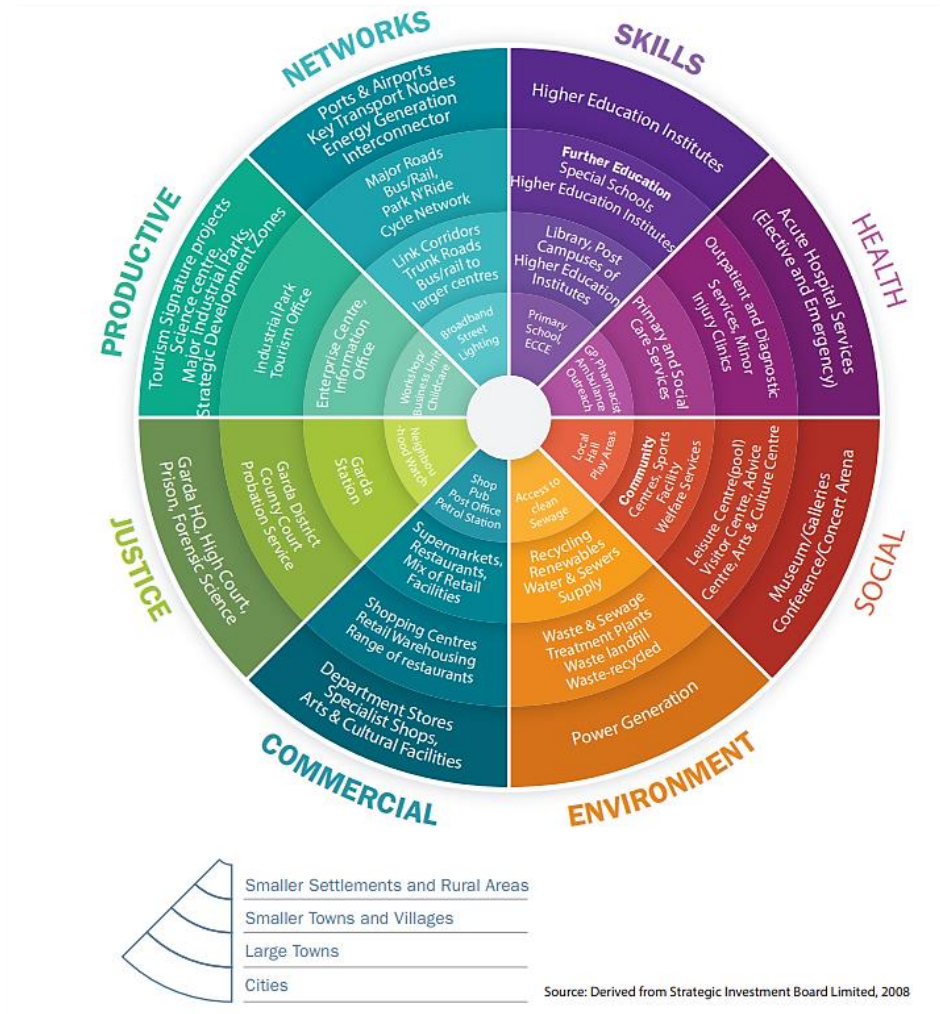 NETWORKS
Ports & Airports
Key Transport Nodes
Energy Generation
Interconnector
Major Roads
Bus/Rail,
Park N'Ride
Cycle Network
Link Corridors
Trunk Roads
Bus/rail to
larger centres
Broadband
Street
Lighting
SKILLS
Higher Education Institutes
Further Education
Special Schools
Higher Education Institutes
Library, Post
Campuses of
Higher Education
Institutes
Primary
School,
ECCE
HEALTH
Acute Hospital Services
(Elective and Emergency)
Outpatient and Diagnostic
Services, Minor
Injury Clinics
Primary and Social
Care Services
GP Pharmacist
Ambulance
Outreach
SOCIAL
Museum/Galleries
Conference/Concert Arena
Leisure Centre(pool)
Visitor Centre, Advice
Centre, Arts & Culture Centre
Community
Centres, Sports
Facility
Welfare Services
Local
Hall
Play Areas
ENVIRONMENT
Access to
clean
Sewage
Recycling
Renewables
Water & Sewers
Supply
Waste & Sewage
Treatment Plants
Waste landfill
Waste-recycled
Power Generation
COMMERCIAL
Shop
Pub
Post Office
Petrol Station
Supermarkets,
Restaurants,
Mix of Retail
Facilities
Shopping Centres
Retail Warehousing
Range of restaurants
Department Stores
Specialist Shops,
Arts & Cultural Facilities
JUSTICE
Garda HQ, High Court,
Prison, Forensic Science
Garda District
County Court
Probation Service
Garda
Station
Neighbou
-hood Watch
PRODUCTIVE
Tourism Signature projects
Science centre,
Major Industrial Parks,
Strategic Development Zones
Industrial Park
Tourism Office
Enterprise Centre,
Information
Office
Workshop
Business Unit
Childcare
Smaller Settlements and Rural Areas
Smaller Towns and Villages
Large Towns
Cities
Source: Derived from Strategic Investment Board Limited, 2008